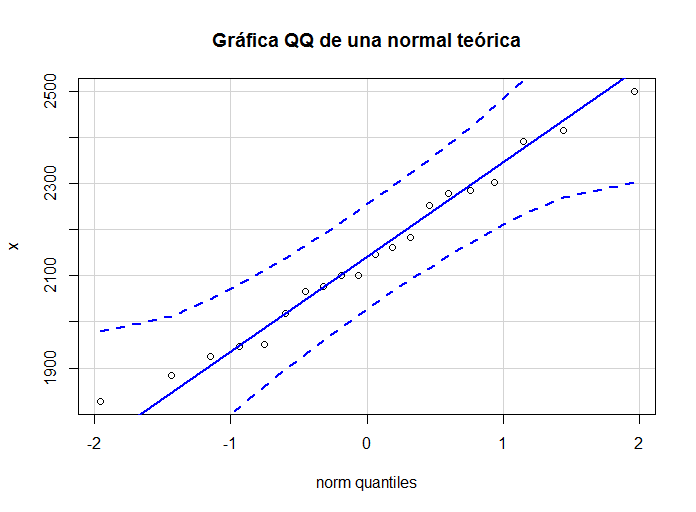 Gráfica QQ de una normal teórica
2500
2300
2100
1900
x
-2 -1 0 1 2
norm quantiles